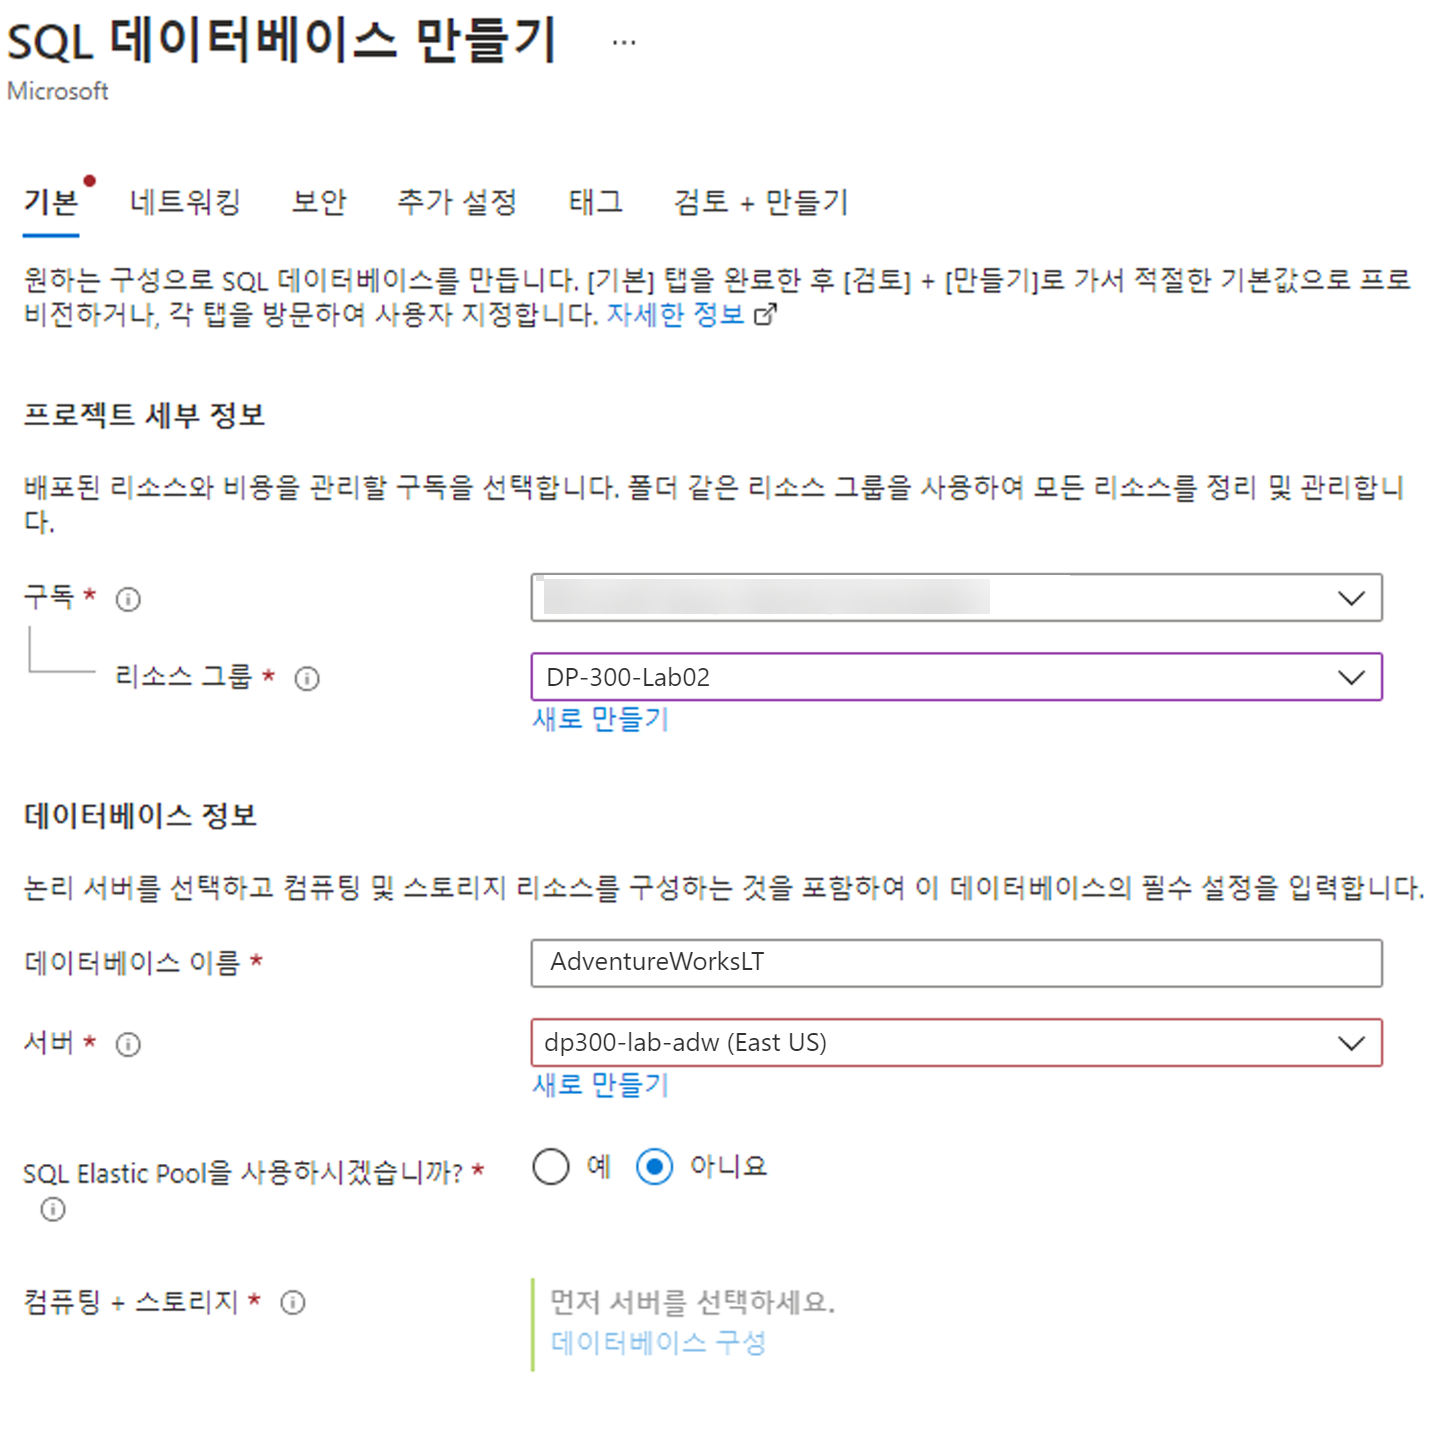 SQL 데이터베이스 만들기 ...
Microsoft
기본 네트워킹 보안 추가 설정 태그 검토 + 만들기
원하는 구성으로 SQL 데이터베이스를 만듭니다. [기본] 탭을 완료한 후 [검토] + [만들기]로 가서 적절한 기본값으로 프로
비전하거나, 각 탭을 방문하여 사용자 지정합니다. 자세한 정보
프로젝트 세부 정보
배포된 리소스와 비용을 관리할 구독을 선택합니다. 폴더 같은 리소스 그룹을 사용하여 모든 리소스를 정리 및 관리합니
다.
구독 *
리소스 그룹 * DP-300-Lab02
새로 만들기
데이터베이스 정보
논리 서버를 선택하고 컴퓨팅 및 스토리지 리소스를 구성하는 것을 포함하여 이 데이터베이스의 필수 설정을 입력합니다.
데이터베이스 이름 * AdventureWorksLT
서버 * dp300-lab-adw (East US)
새로 만들기
SQL Elastic Pool을 사용하시겠습니까? * 예 아니요
컴퓨팅 + 스토리지 * 먼저 서버를 선택하세요.
데이터베이스 구성